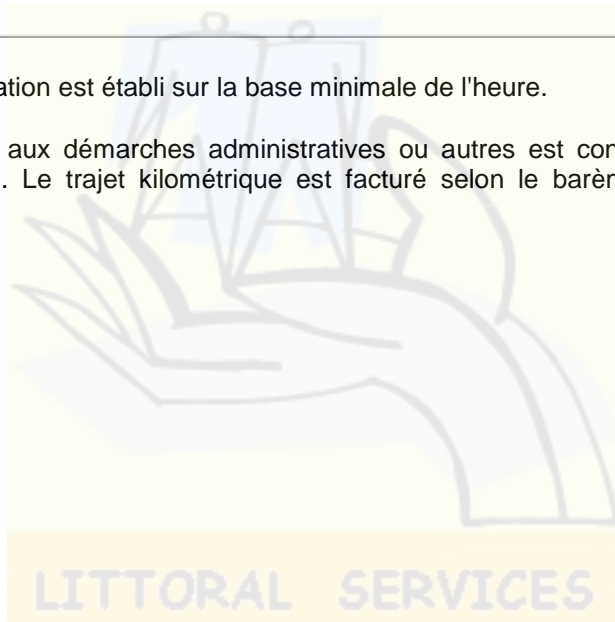 ation est établi sur la base minimale de l'heure.
aux démarches administratives ou autres est con
. Le trajet kilométrique est facturé selon le barèm
LITTORAL SERVICES